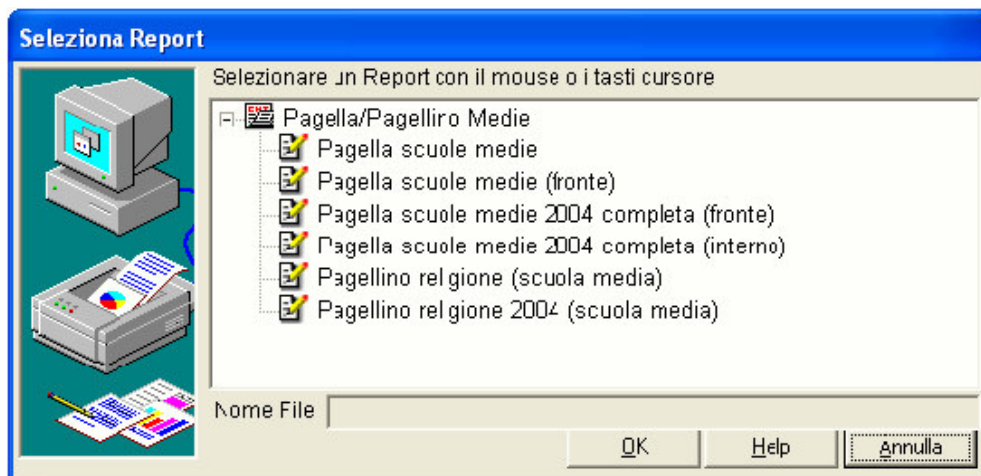 Seleziona Report
Selezionare un Report con il mouse o i tasti cursore
Pagella/Pagellino Medie
Pagella scuole medie
Pagella scuole medie (fronte)
Pagella scuole medie 2004 completa (fronte)
Pagella scuole medie 2004 completa (interno)
Pagellino religione (scuola media)
Pagellino religione 2004 (scuola media)
Nome File
OK Help Annulla